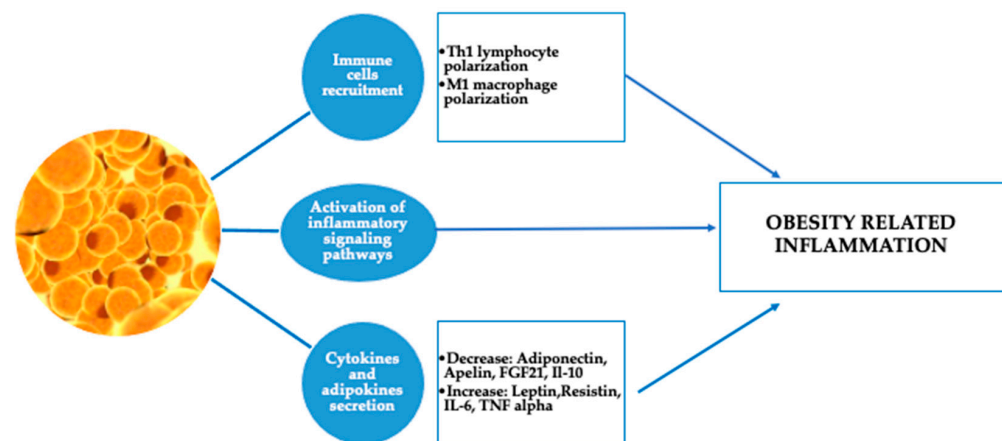 Immune
cells
recruitment
•Th1 lymphocyte
polarization
•M1 macrophage
polarization
Activation of
inflammatory
signaling
pathways
OBESITY RELATED
INFLAMMATION
Cytokines
and
adipokines
secretion
•Decrease: Adiponectin,
Apelin, FGF21, Il-10
•Increase: Leptin,Resistin,
IL-6, TNF alpha